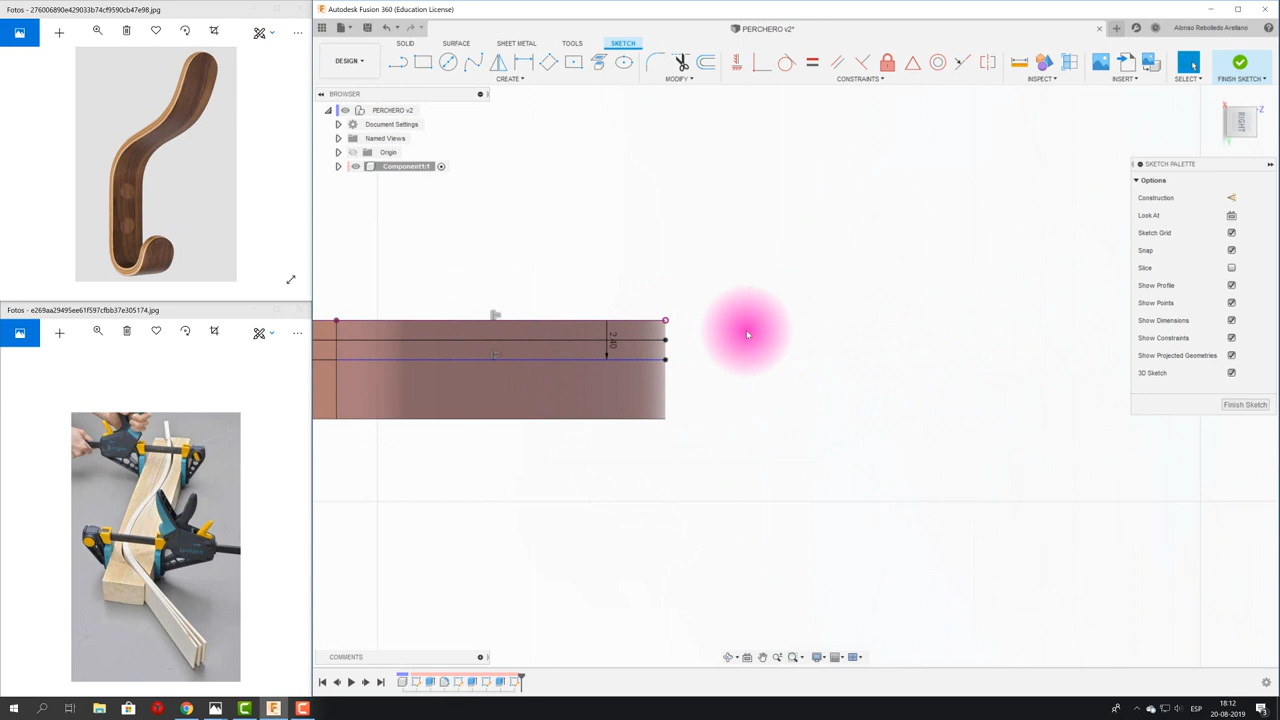 Fotos - 276006890e429033b74cf9590cb47e98.jpg
Fotos - e269aa29495ee61f597cfbb37e305174.jpg
Autodesk Fusion 360 (Education License)
PERCHERO v2*
Alonso Rebolledo Arellano
SOLID
SURFACE
SHEET METAL
TOOLS
SKETCH
DESIGN
CREATE
MODIFY
CONSTRAINTS
INSPECT
INSERT
SELECT
FINISH SKETCH
BROWSER
PERCHERO v2
Document Settings
Named Views
Origin
Component1:1
2.40
RIGHT
X
Z
Y
SKETCH PALETTE
Options
Construction
Look At
Sketch Grid
Snap
Slice
Show Profile
Show Points
Show Dimensions
Show Constraints
Show Projected Geometries
3D Sketch
Finish Sketch
COMMENTS
ESP
18:12
20-08-2019
3